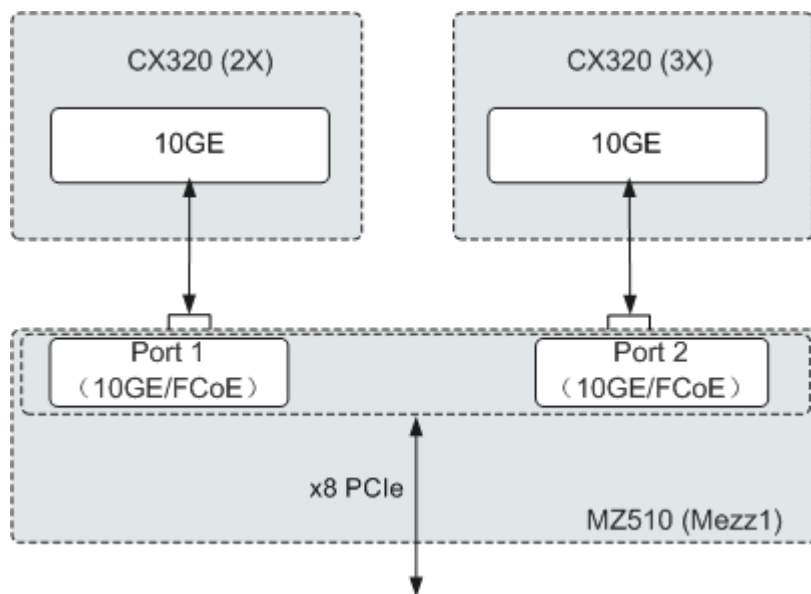 CX320 (2X)
CX320 (3X)
10GE
10GE
Port 1
（10GE/FCoE）
Port 2
（10GE/FCoE）
x8 PCIe
MZ510 (Mezz1)